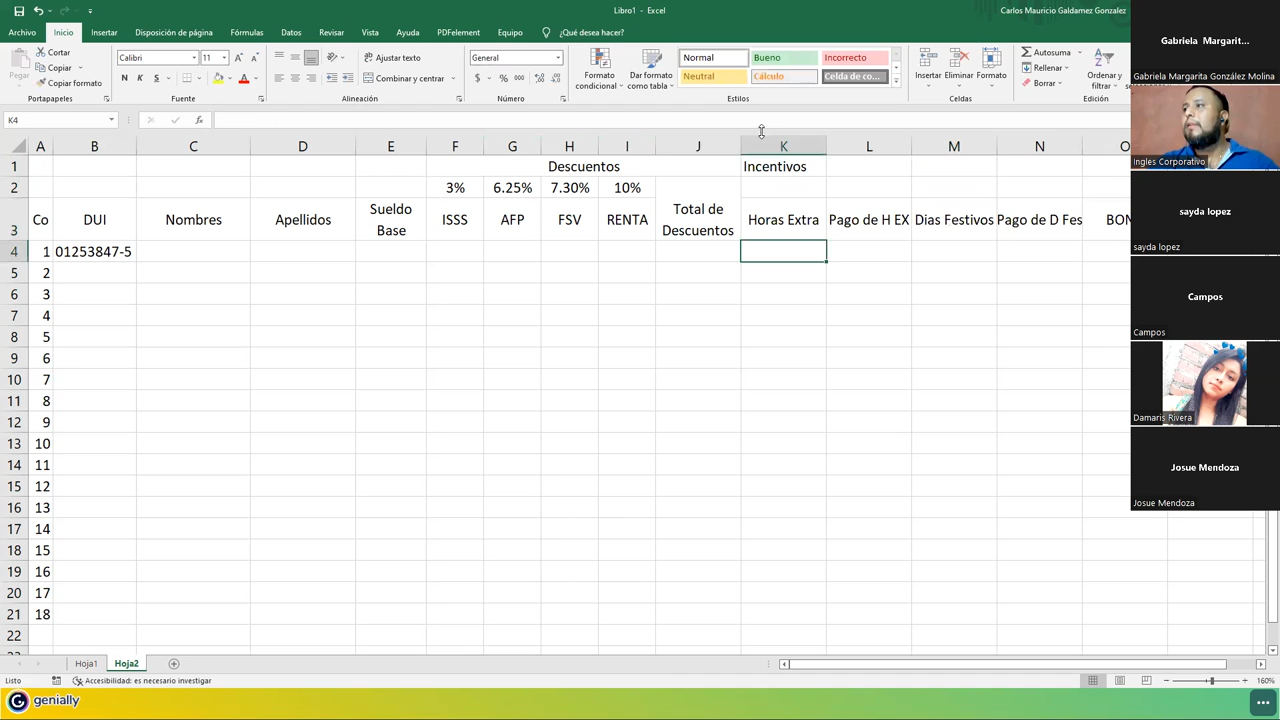 Libro1 - Excel
Carlos Mauricio Galdamez Gonzalez
Archivo Inicio Insertar Disposición de página Fórmulas Datos Revisar Vista Ayuda PDFelement Equipo ¿Qué desea hacer?
Pegar
Cortar
Copiar
Copiar formato
Portapapeles
Calibri 11
N K S
Fuente
Ajustar texto
Combinar y centrar
Alineación
General
$ % 000
Número
Formato condicional
Dar formato como tabla
Normal Bueno Incorrecto
Neutral Cálculo Celda de co...
Estilos
Insertar Eliminar Formato
Celdas
Autosuma
Rellenar
Borrar
Ordenar y filtrar
Edición
K4
fx
A B C D E F G H I J K L M N O
1 Descuentos Incentivos
2 3% 6.25% 7.30% 10%
3 Co DUI Nombres Apellidos Sueldo Base ISSS AFP FSV RENTA Total de Descuentos Horas Extra Pago de H EX Dias Festivos Pago de D Fes BON
4 1 01253847-5
5 2
6 3
7 4
8 5
9 6
10 7
11 8
12 9
13 10
14 11
15 12
16 13
17 14
18 15
19 16
20 17
21 18
22
Hoja1 Hoja2
Listo
Accesibilidad: es necesario investigar
160%
genially
Gabriela Margarit...
Gabriela Margarita González Molina
Ingles Corporativo
sayda lopez
sayda lopez
Campos
Campos
Damaris Rivera
Josue Mendoza
Josue Mendoza